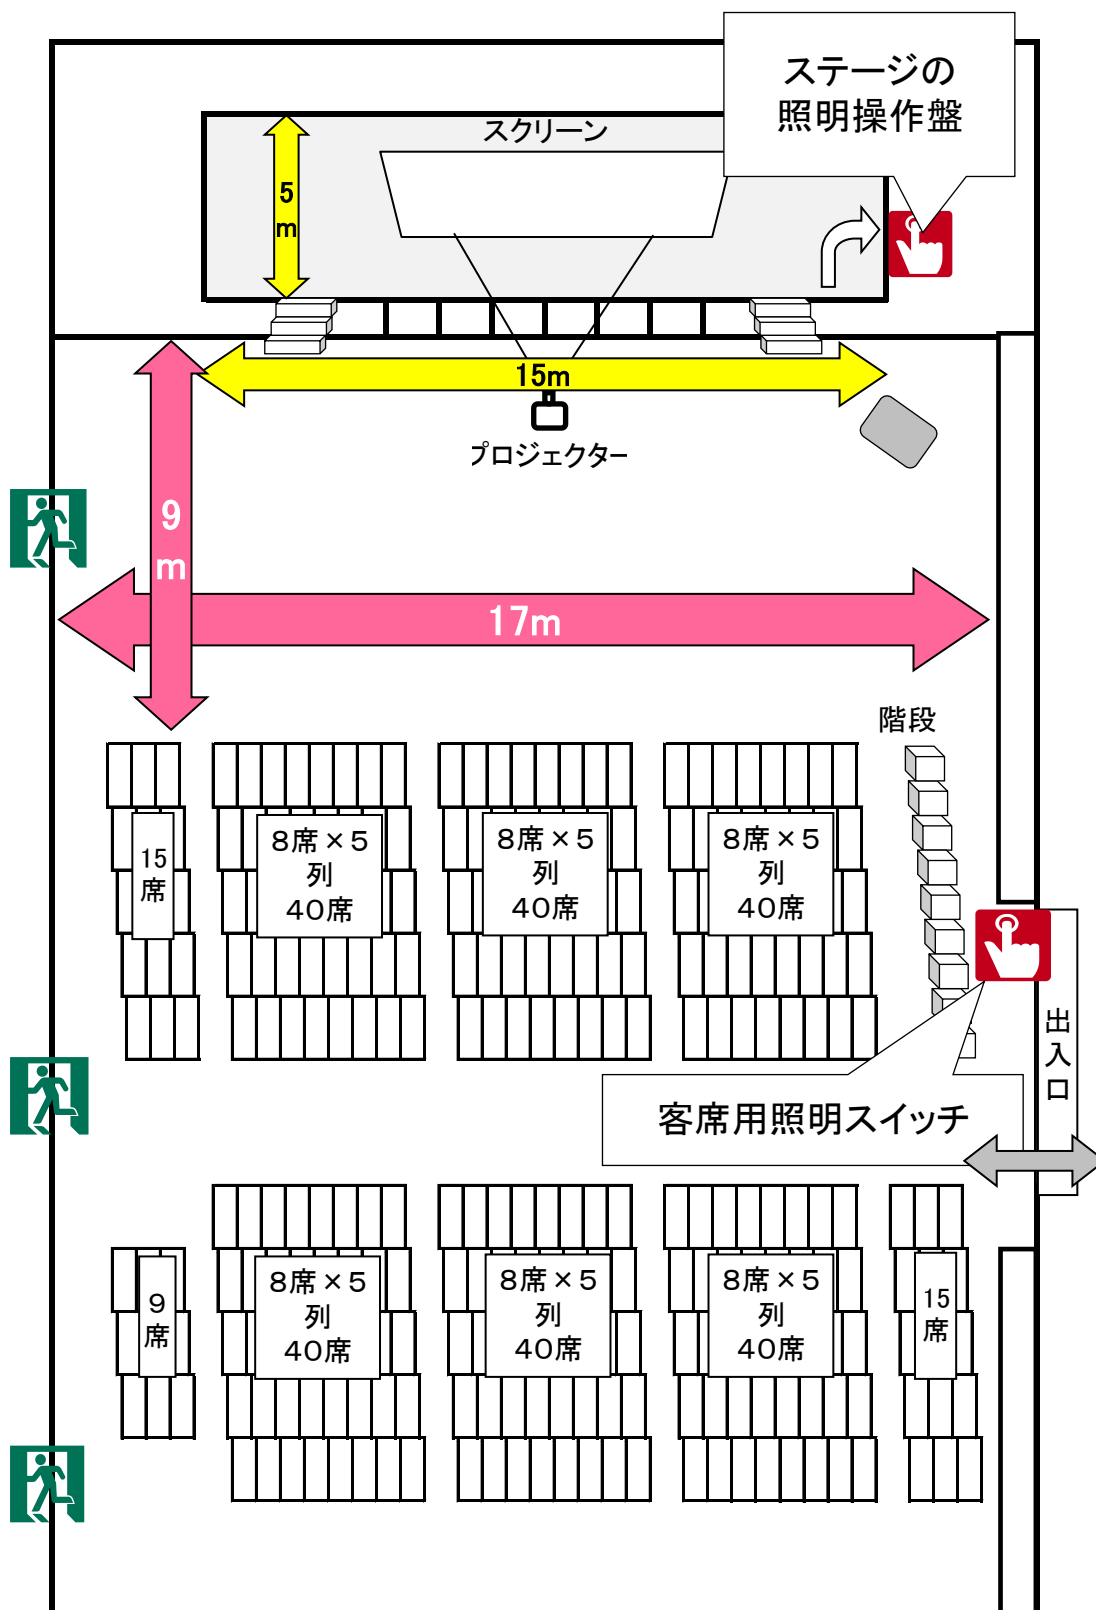 ステージの
照明操作盤
スクリーン
5
m
15m
プロジェクター
9
m
17m
階段
15
席
8席×5
列
40席
8席×5
列
40席
8席×5
列
40席
出
入
口
客席用照明スイッチ
9
席
8席×5
列
40席
8席×5
列
40席
8席×5
列
40席
15
席